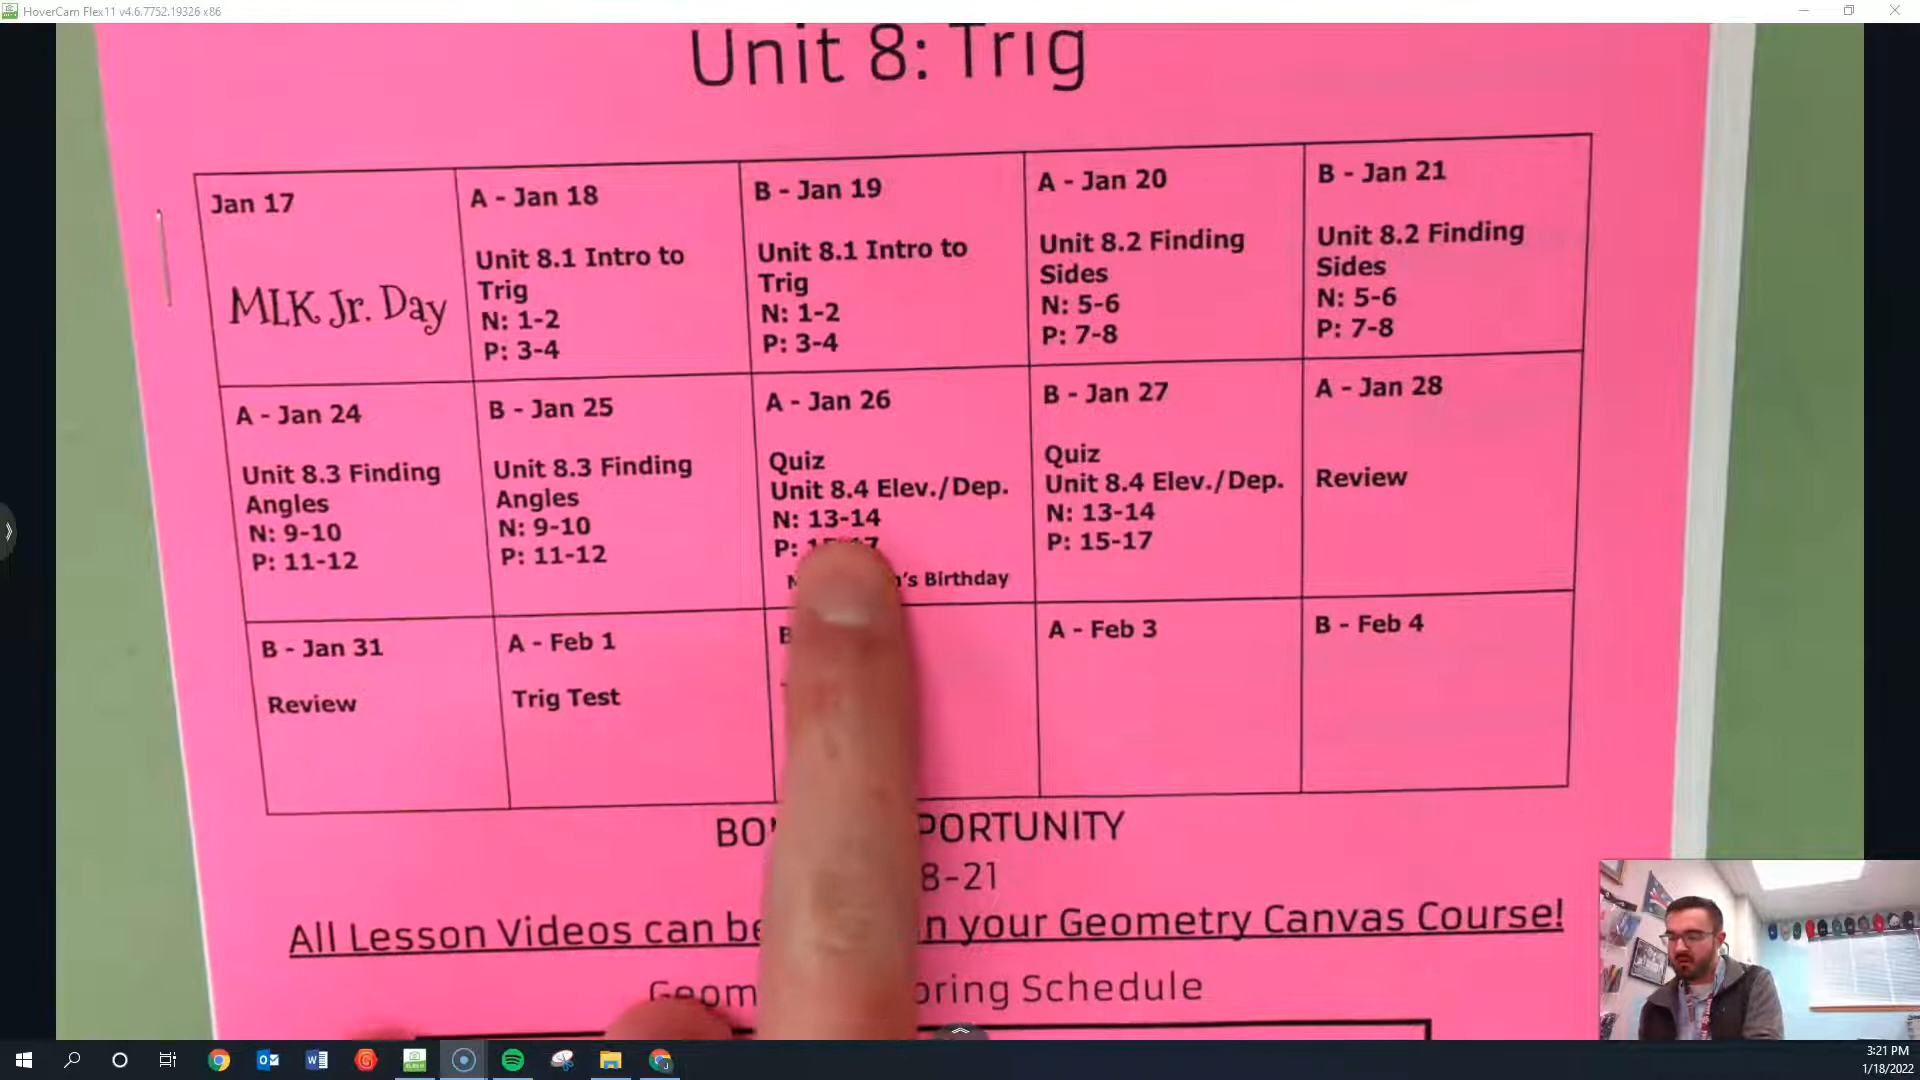 HoverCam Flex11 v4.6.7752.19326 x86
Unit 8: Trig
Jan 17
MLK Jr. Day
A - Jan 18
Unit 8.1 Intro to
Trig
N: 1-2
P: 3-4
B - Jan 19
Unit 8.1 Intro to
Trig
N: 1-2
P: 3-4
A - Jan 20
Unit 8.2 Finding
Sides
N: 5-6
P: 7-8
B - Jan 21
Unit 8.2 Finding
Sides
N: 5-6
P: 7-8
A - Jan 24
Unit 8.3 Finding
Angles
N: 9-10
P: 11-12
B - Jan 25
Unit 8.3 Finding
Angles
N: 9-10
P: 11-12
A - Jan 26
Quiz
Unit 8.4 Elev./Dep.
N: 13-14
P: 15-17
Birthday
B - Jan 27
Quiz
Unit 8.4 Elev./Dep.
N: 13-14
P: 15-17
A - Jan 28
Review
B - Jan 31
Review
A - Feb 1
Trig Test
B
A - Feb 3
B - Feb 4
8-21
All Lesson Videos can be n your Geometry Canvas Course!
Schedule
3:21 PM
1/18/2022